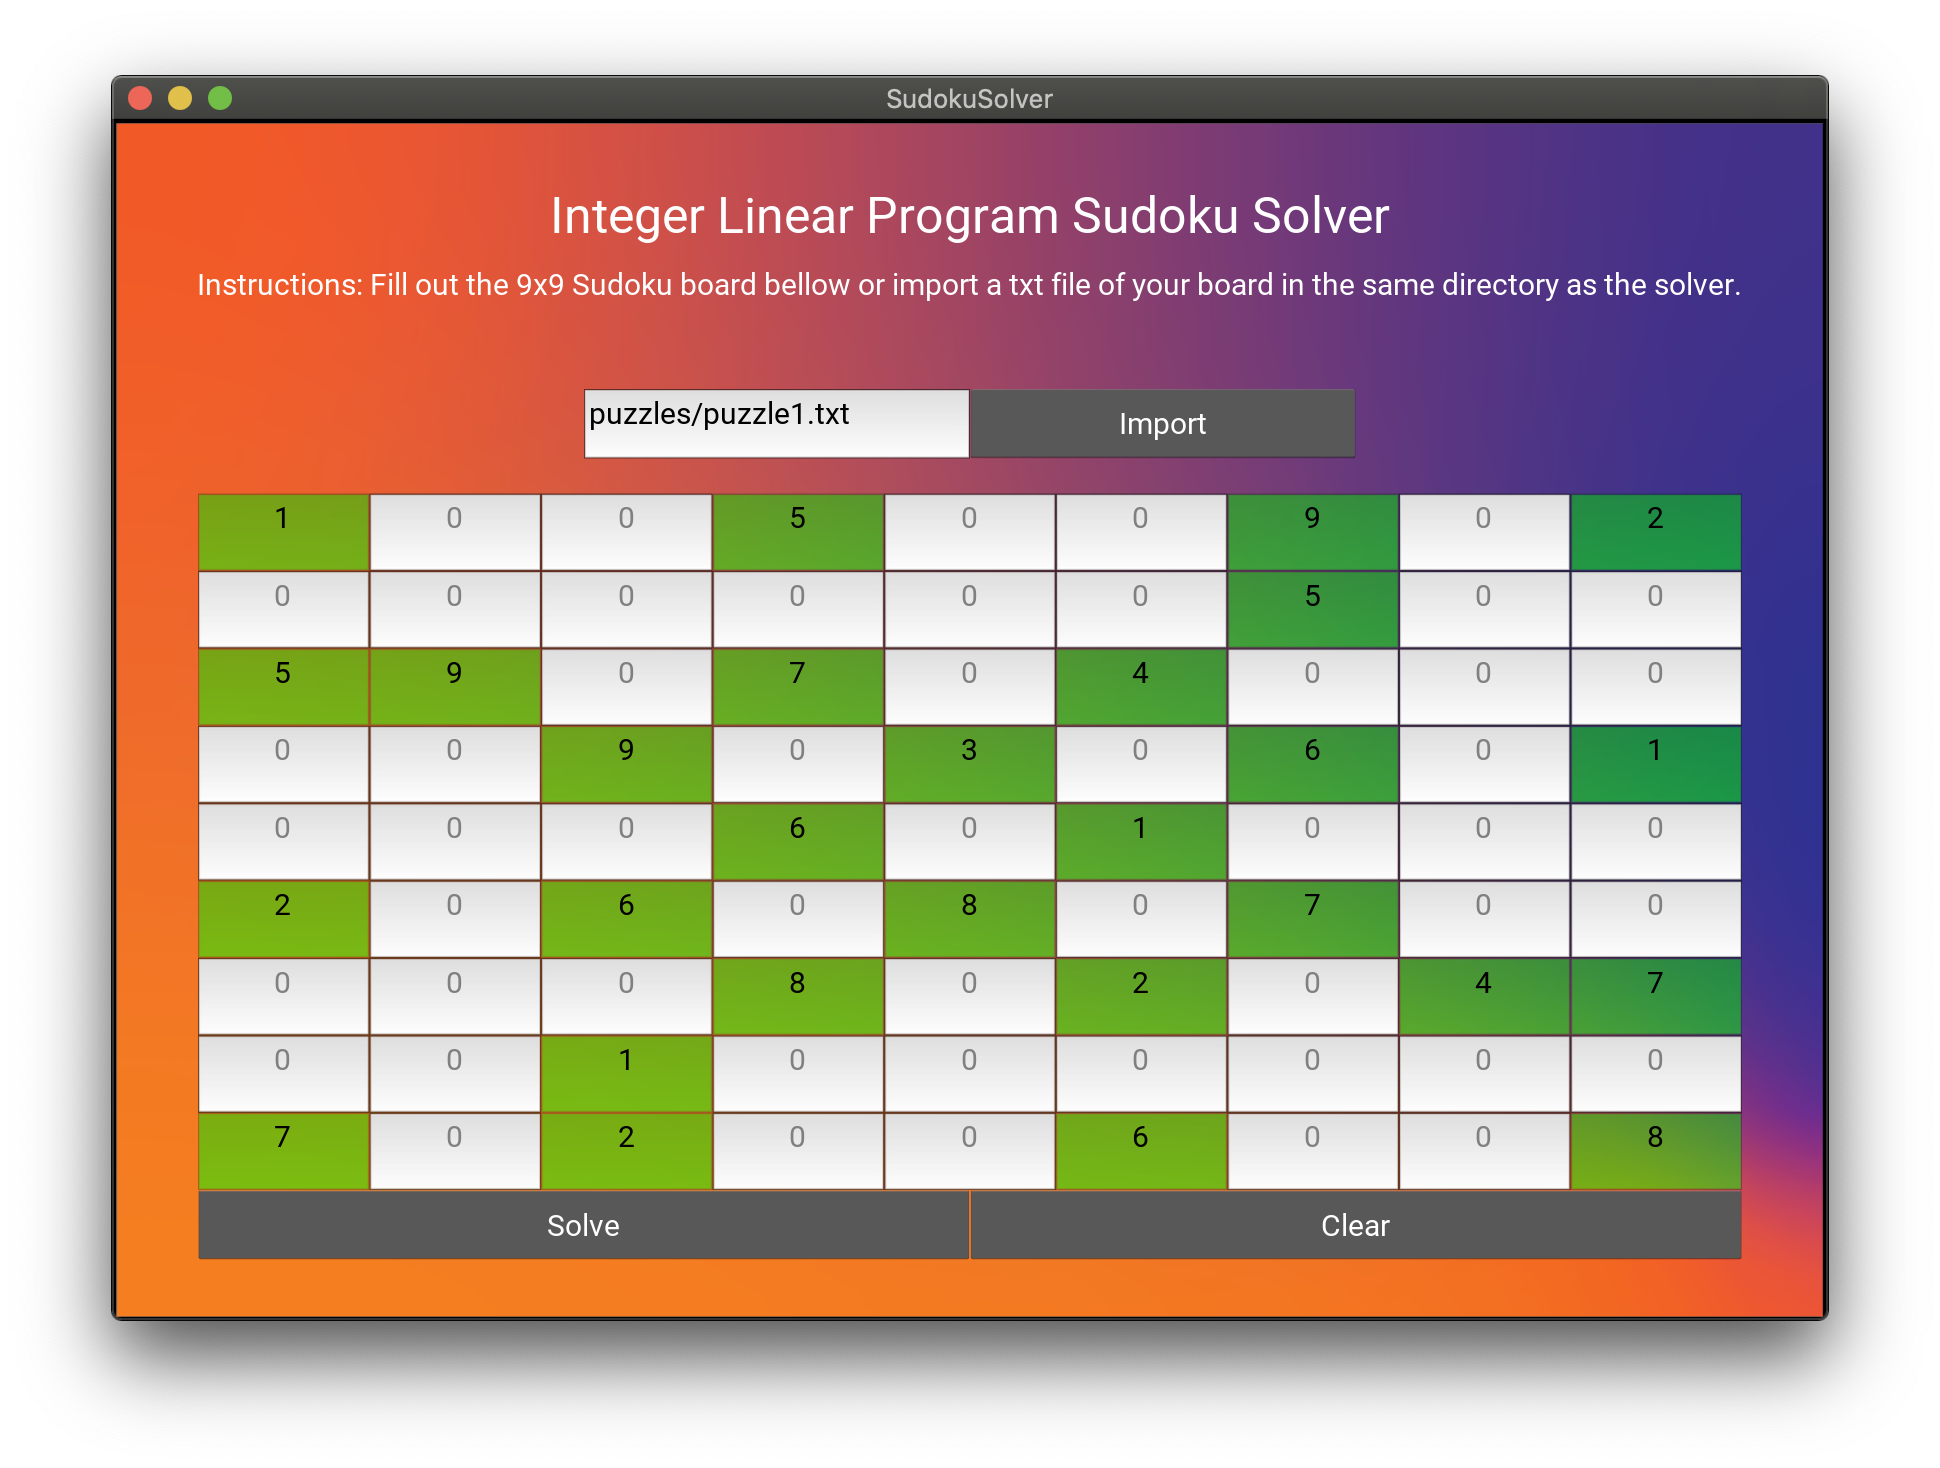 SudokuSolver
Integer Linear Program Sudoku Solver
Instructions: Fill out the 9x9 Sudoku board bellow or import a txt file of your board in the same directory as the solver.
puzzles/puzzle1.txt Import
1 0 0 5 0 0 9 0 2
0 0 0 0 0 0 5 0 0
5 9 0 7 0 4 0 0 0
0 0 9 0 3 0 6 0 1
0 0 0 6 0 1 0 0 0
2 0 6 0 8 0 7 0 0
0 0 0 8 0 2 0 4 7
0 0 1 0 0 0 0 0 0
7 0 2 0 0 6 0 0 8
Solve Clear